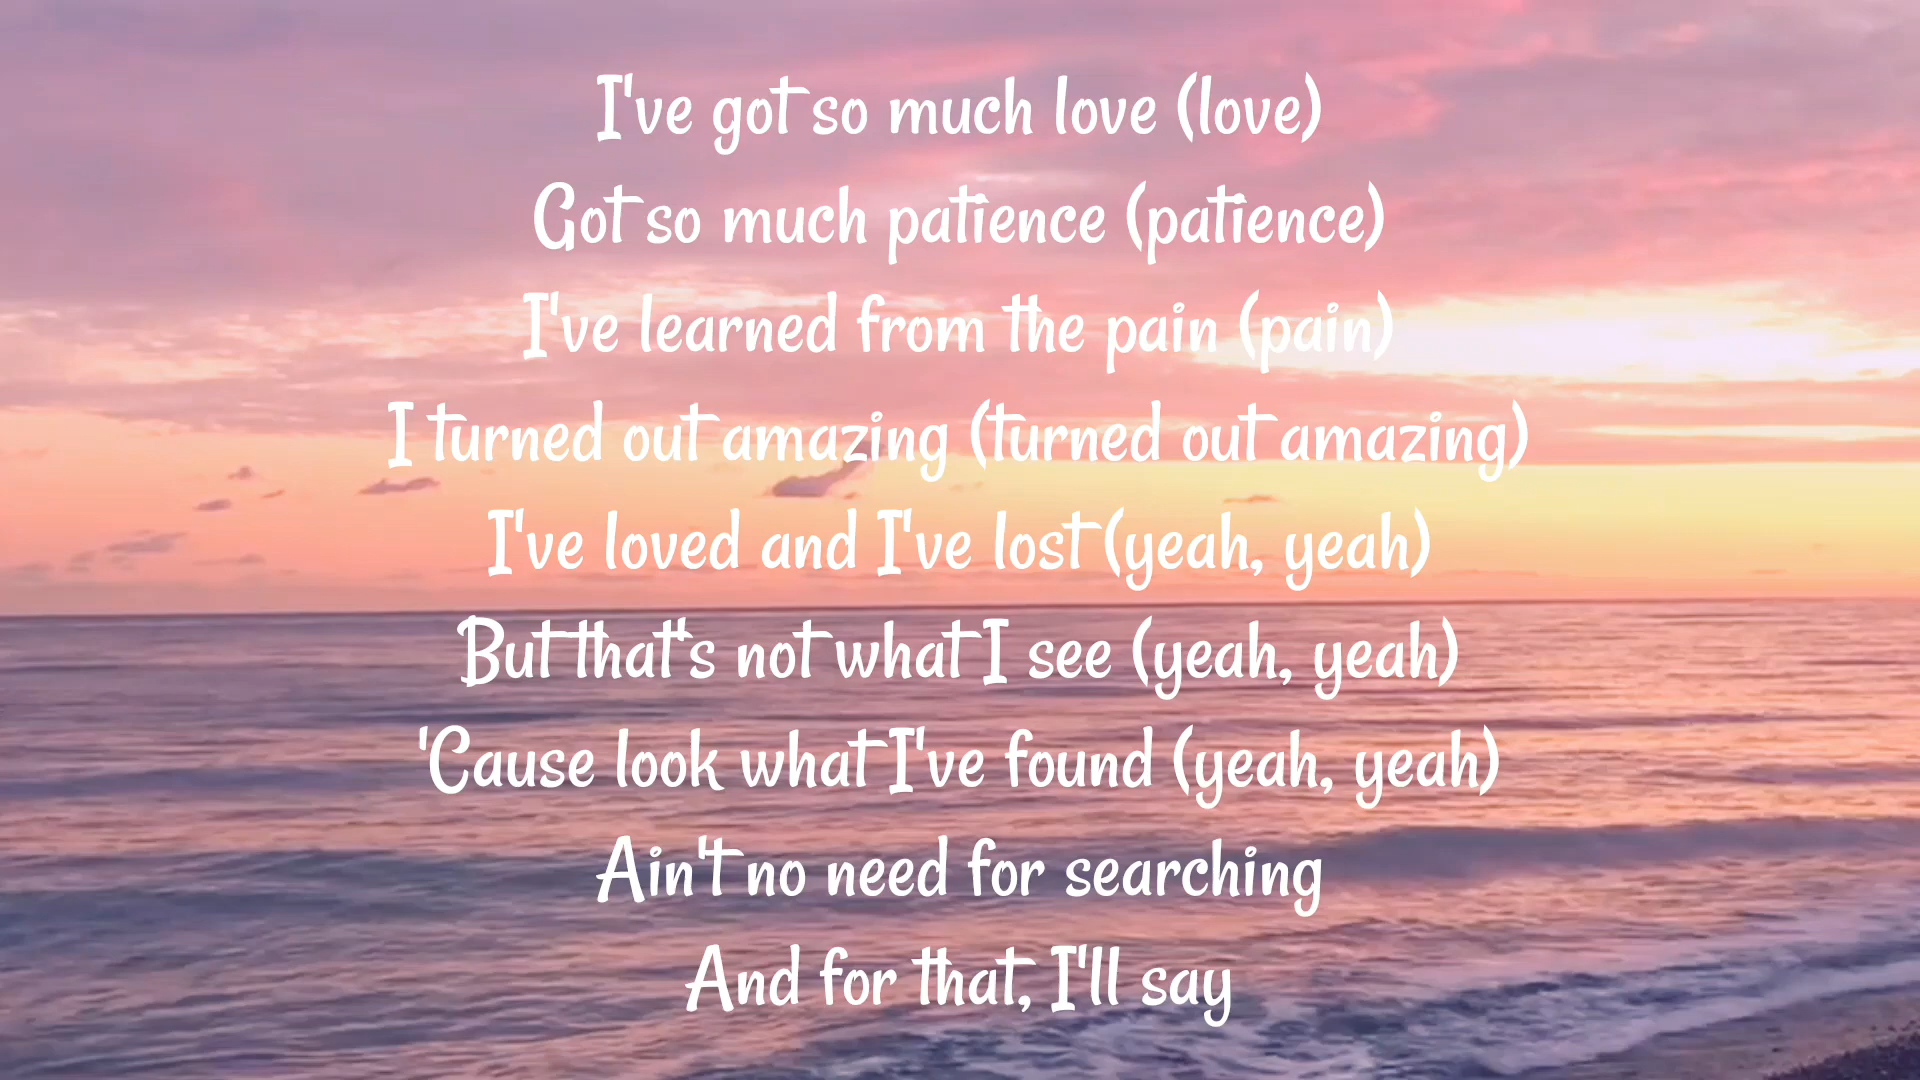 I've got so much love (love)
Got so much patience (patience)
I've learned from the pain (pain)
I turned out amazing (turned out amazing)
I've loved and I've lost (yeah, yeah)
But that's not what I see (yeah, yeah)
'Cause look what I've found (yeah, yeah)
Ain't no need for searching
And for that, I'll say